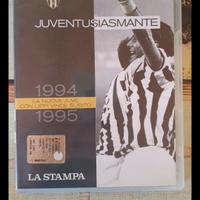 JUVENTUSIASMANTE
1994
LA NUOVA JUVE
CON LIPPI VINCE SUBITO
1995
LA STAMPA